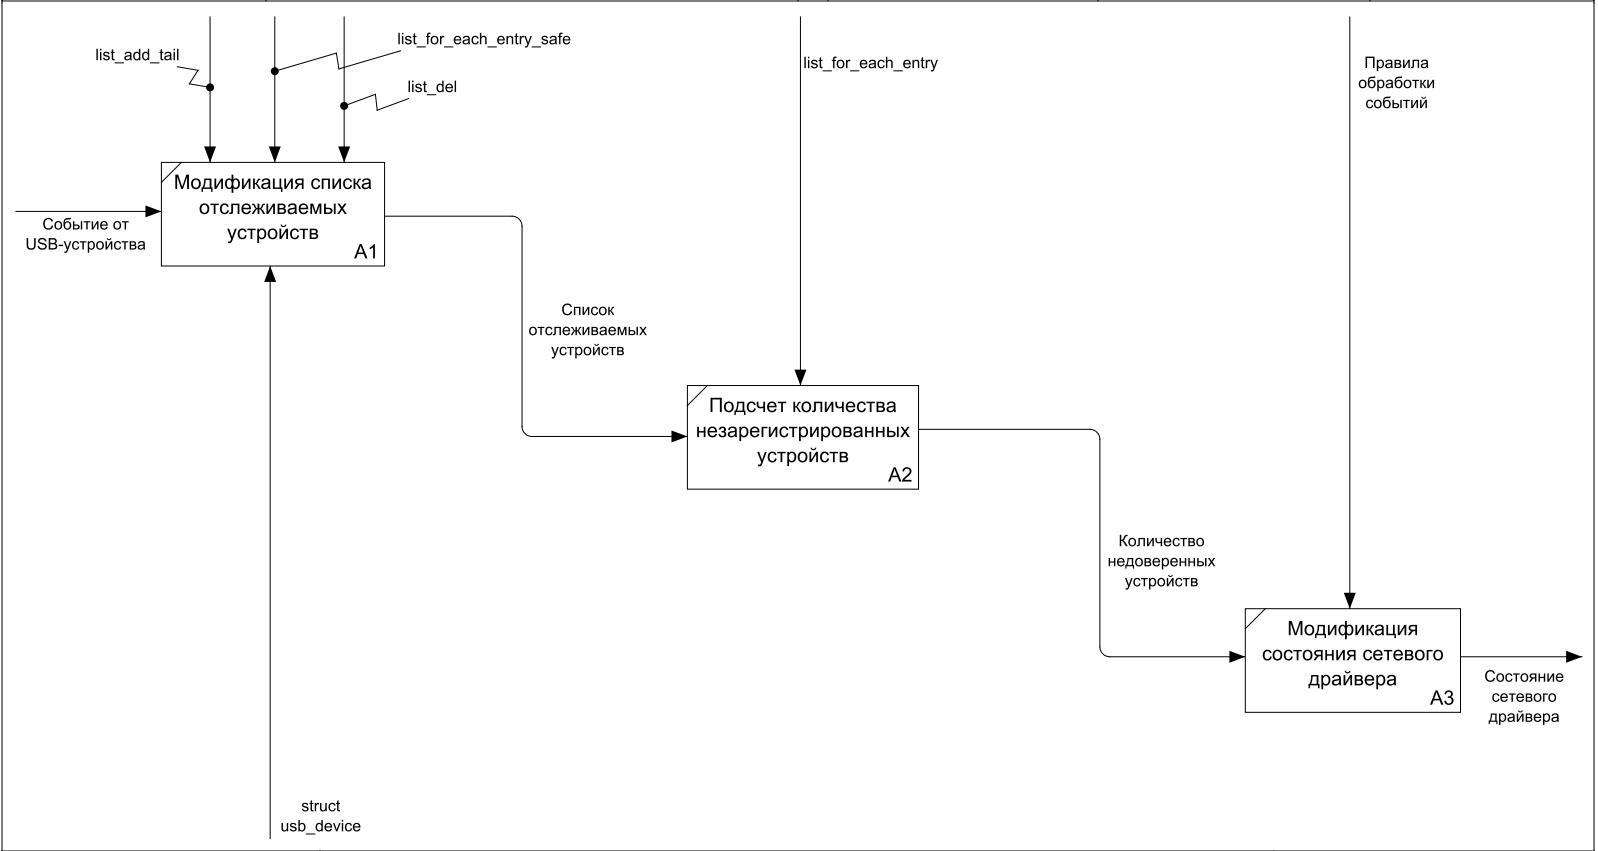 list_add_tail
list_for_each_entry_safe
list_del
list_for_each_entry
Правила
обработки
событий
Модификация списка
отслеживаемых
устройств
A1
Событие от
USB-устройства
Список
отслеживаемых
устройств
Подсчет количества
незарегистрированных
устройств
A2
Количество
недоверенных
устройств
Модификация
состояния сетевого
драйвера
A3
Состояние
сетевого
драйвера
struct
usb_device